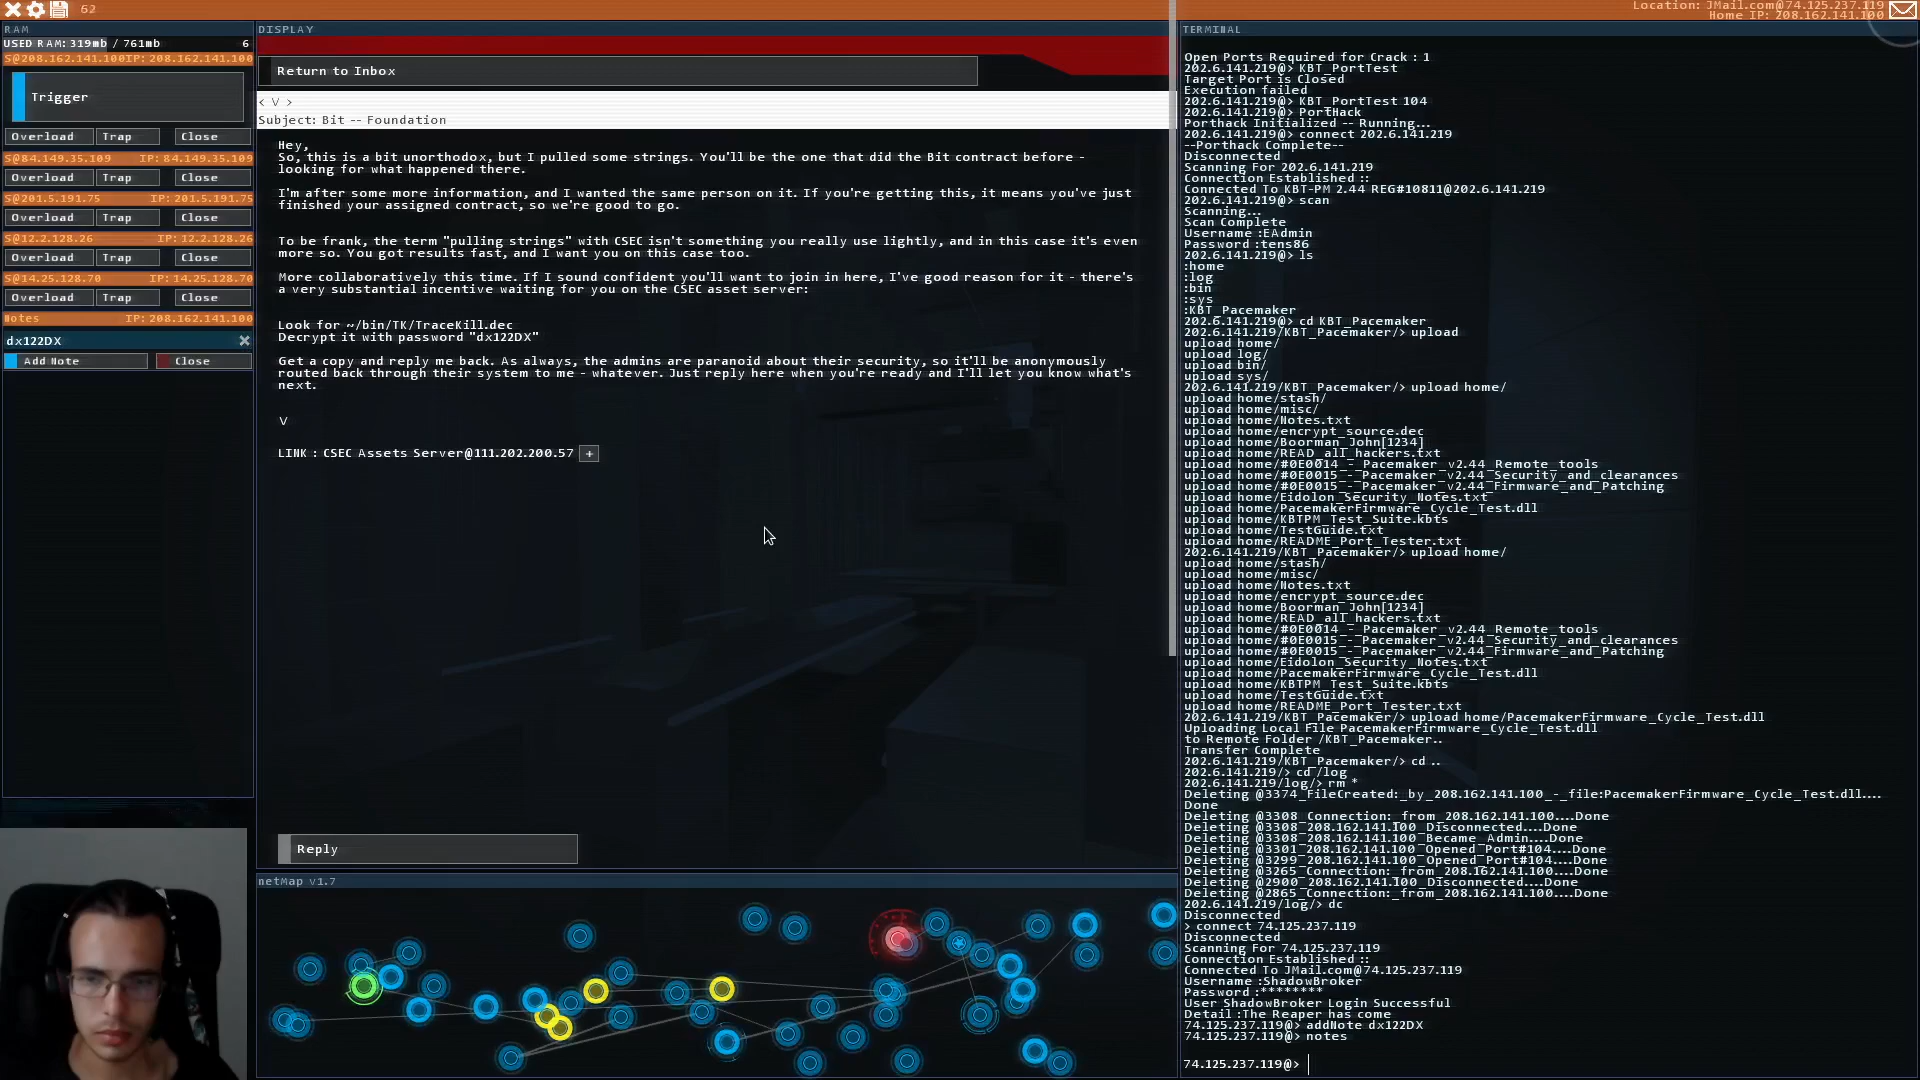 62
Location: JMail.com@74.125.237.119
Home IP: 208.162.141.100
RAM
USED RAM: 319mb / 761mb 6
S@208.162.141.100 IP: 208.162.141.100
Trigger
Overload Trap Close
S@84.149.35.109 IP: 84.149.35.109
Overload Trap Close
S@201.5.191.75 IP: 201.5.191.75
Overload Trap Close
S@12.2.128.26 IP: 12.2.128.26
Overload Trap Close
S@14.25.128.70 IP: 14.25.128.70
Overload Trap Close
Notes IP: 208.162.141.100
dx122DX
Add Note Close
DISPLAY
Return to Inbox
< V >
Subject: Bit -- Foundation
Hey,
So, this is a bit unorthodox, but I pulled some strings. You'll be the one that did the Bit contract before -
looking for what happened there.
I'm after some more information, and I wanted the same person on it. If you're getting this, it means you've just
finished your assigned contract, so we're good to go.
To be frank, the term "pulling strings" with CSEC isn't something you really use lightly, and in this case it's even
more so. You got results fast, and I want you on this case too.
More collaboratively this time. If I sound confident you'll want to join in here, I've good reason for it - there's
a very substantial incentive waiting for you on the CSEC asset server:
Look for ~/bin/TK/TraceKill.dec
Decrypt it with password "dx122DX"
Get a copy and reply me back. As always, the admins are paranoid about their security, so it'll be anonymously
routed back through their system to me - whatever. Just reply here when you're ready and I'll let you know what's
next.
V
LINK : CSEC Assets Server@111.202.200.57 +
Reply
netMap v1.7
TERMINAL
Open Ports Required for Crack : 1
202.6.141.219@> KBT_PortTest
Target Port is Closed
Execution failed
202.6.141.219@> KBT_PortTest 104
202.6.141.219@> PortHack
Porthack Initialized -- Running...
202.6.141.219@> connect 202.6.141.219
--Porthack Complete--
Disconnected
Scanning For 202.6.141.219
Connection Established ::
Connected To KBT-PM 2.44 REG#10811@202.6.141.219
202.6.141.219@> scan
Scanning...
Scan Complete
Username :EAdmin
Password :tens86
202.6.141.219@> ls
:home
:log
:bin
:sys
:KBT_Pacemaker
202.6.141.219@> cd KBT_Pacemaker
202.6.141.219/KBT_Pacemaker/> upload
upload home/
upload log/
upload bin/
upload sys/
202.6.141.219/KBT_Pacemaker/> upload home/
upload home/stash/
upload home/misc/
upload home/Notes.txt
upload home/encrypt_source.dec
upload home/Boorman_John[1234]
upload home/READ_all_hackers.txt
upload home/#0E0014_-_Pacemaker_v2.44_Remote_tools
upload home/#0E0015_-_Pacemaker_v2.44_Security_and_clearances
upload home/#0E0015_-_Pacemaker_v2.44_Firmware_and_Patching
upload home/Eidolon_Security_Notes.txt
upload home/PacemakerFirmware_Cycle_Test.dll
upload home/KBTPM_Test_Suite.kbts
upload home/TestGuide.txt
upload home/README_Port_Tester.txt
202.6.141.219/KBT_Pacemaker/> upload home/
upload home/stash/
upload home/misc/
upload home/Notes.txt
upload home/encrypt_source.dec
upload home/Boorman_John[1234]
upload home/READ_all_hackers.txt
upload home/#0E0014_-_Pacemaker_v2.44_Remote_tools
upload home/#0E0015_-_Pacemaker_v2.44_Security_and_clearances
upload home/#0E0015_-_Pacemaker_v2.44_Firmware_and_Patching
upload home/Eidolon_Security_Notes.txt
upload home/PacemakerFirmware_Cycle_Test.dll
upload home/KBTPM_Test_Suite.kbts
upload home/TestGuide.txt
upload home/README_Port_Tester.txt
202.6.141.219/KBT_Pacemaker/> upload home/PacemakerFirmware_Cycle_Test.dll
Uploading Local File PacemakerFirmware_Cycle_Test.dll
to Remote Folder /KBT_Pacemaker..
Transfer Complete
202.6.141.219/KBT_Pacemaker/> cd ..
202.6.141.219/> cd /log
202.6.141.219/log/> rm *
Deleting @3374_FileCreated:_by_208.162.141.100_-_file:PacemakerFirmware_Cycle_Test.dll....
Done
Deleting @3308_Connection:_from_208.162.141.100....Done
Deleting @3308_208.162.141.100_Disconnected....Done
Deleting @3308_208.162.141.100_Became_Admin....Done
Deleting @3301_208.162.141.100_Opened_Port#104....Done
Deleting @3299_208.162.141.100_Opened_Port#104....Done
Deleting @3265_Connection:_from_208.162.141.100....Done
Deleting @2900_208.162.141.100_Disconnected....Done
Deleting @2865_Connection:_from_208.162.141.100....Done
202.6.141.219/log/> dc
Disconnected
> connect 74.125.237.119
Disconnected
Scanning For 74.125.237.119
Connection Established ::
Connected To JMail.com@74.125.237.119
Username :ShadowBroker
Password :********
User ShadowBroker Login Successful
Detail :The Reaper has come
74.125.237.119@> addNote dx122DX
74.125.237.119@> notes
74.125.237.119@>